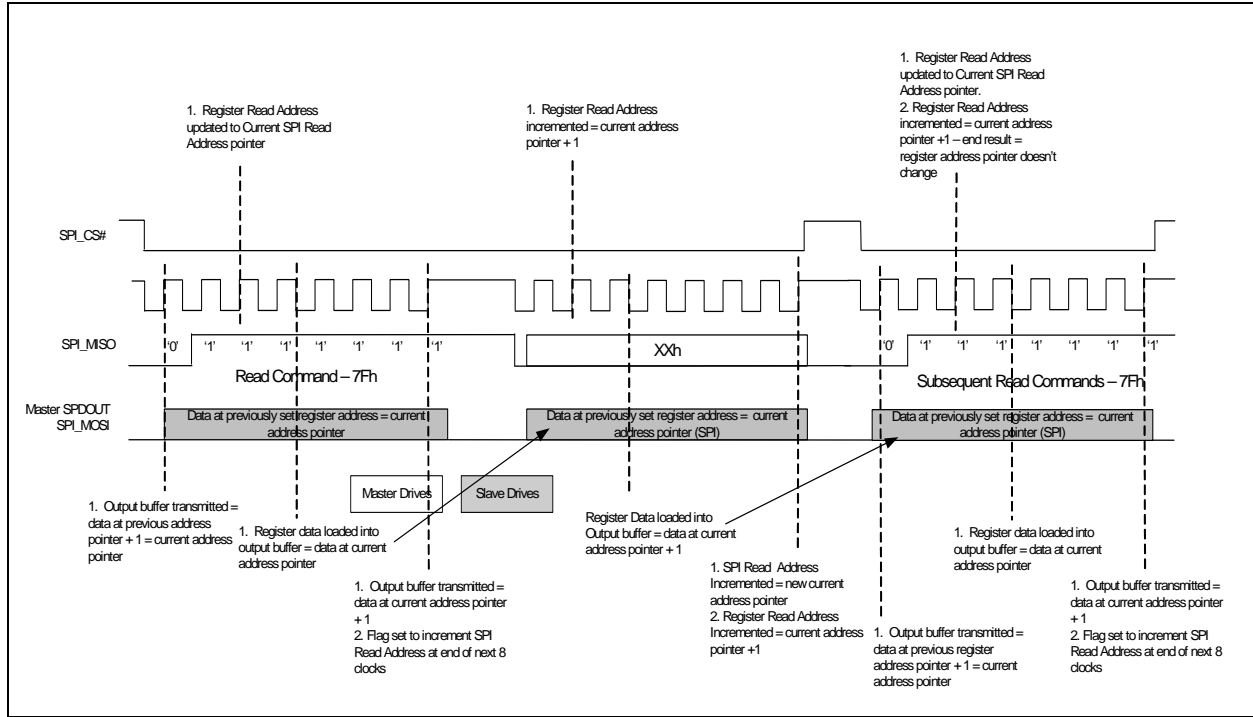 1. Register Read Address
updated to Current SPI Read
Address pointer
1. Register Read Address
incremented = current address
pointer + 1
1. Register Read Address
updated to Current SPI Read
Address pointer.
2. Register Read Address
incremented = current address
pointer +1 – end result =
register address pointer doesn't
change
SPI_CS#
SPI_MISO
'0' '1' '1' '1' '1' '1' '1' '1'
XXh
'0' '1' '1' '1' '1' '1' '1' '1'
Read Command – 7Fh
Subsequent Read Commands – 7Fh
Master SPDOUT
SPI_MOSI
Data at previously set register address = current
address pointer
Data at previously set register address = current
address pointer (SPI)
Data at previously set register address = current
address pointer (SPI)
Master Drives
Slave Drives
1. Output buffer transmitted =
data at previous address
pointer + 1 = current address
pointer
1. Register data loaded into
output buffer = data at current
address pointer
1. Output buffer transmitted =
data at current address pointer
+ 1
2. Flag set to increment SPI
Read Address at end of next 8
clocks
Register Data loaded into
Output buffer = data at current
address pointer + 1
1. SPI Read Address
Incremented = new current
address pointer
2. Register Read Address
Incremented = current address
pointer +1
1. Output buffer transmitted =
data at previous register
address pointer + 1 = current
address pointer
1. Register data loaded into
output buffer = data at current
address pointer
1. Output buffer transmitted =
data at current address pointer
+ 1
2. Flag set to increment SPI
Read Address at end of next 8
clocks